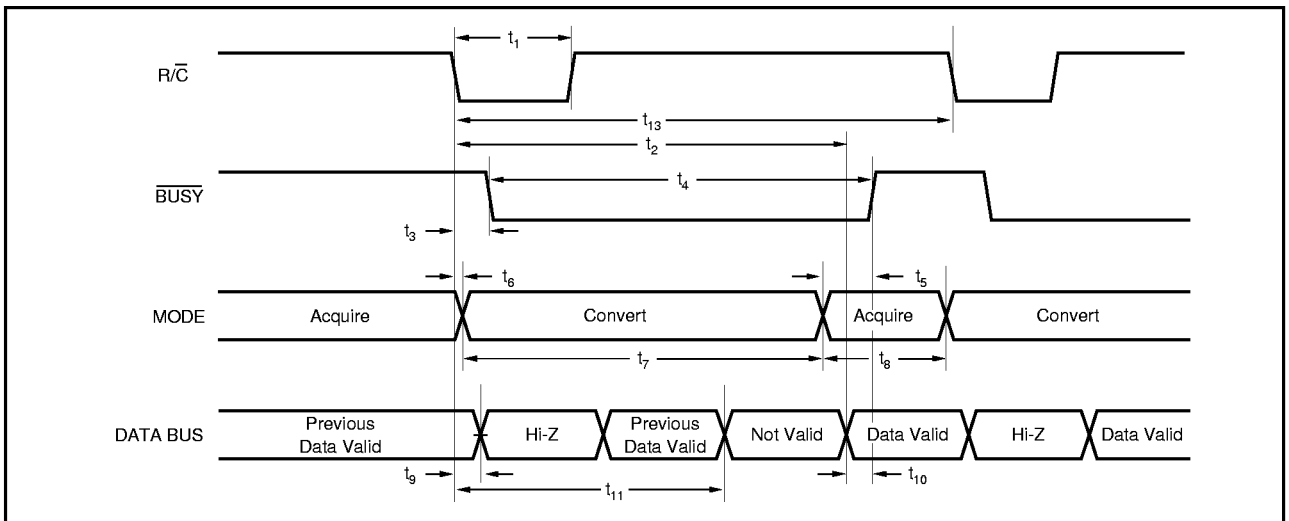 t₁
R/C̅
t₁₃
t₂
B̅U̅S̅Y̅
t₄
t₃
t₆
t₅
MODE
Acquire
Convert
Acquire
Convert
t₇
t₈
DATA BUS
Previous
Data Valid
Hi-Z
Previous
Data Valid
Not Valid
Data Valid
Hi-Z
Data Valid
t₉
t₁₁
t₁₀